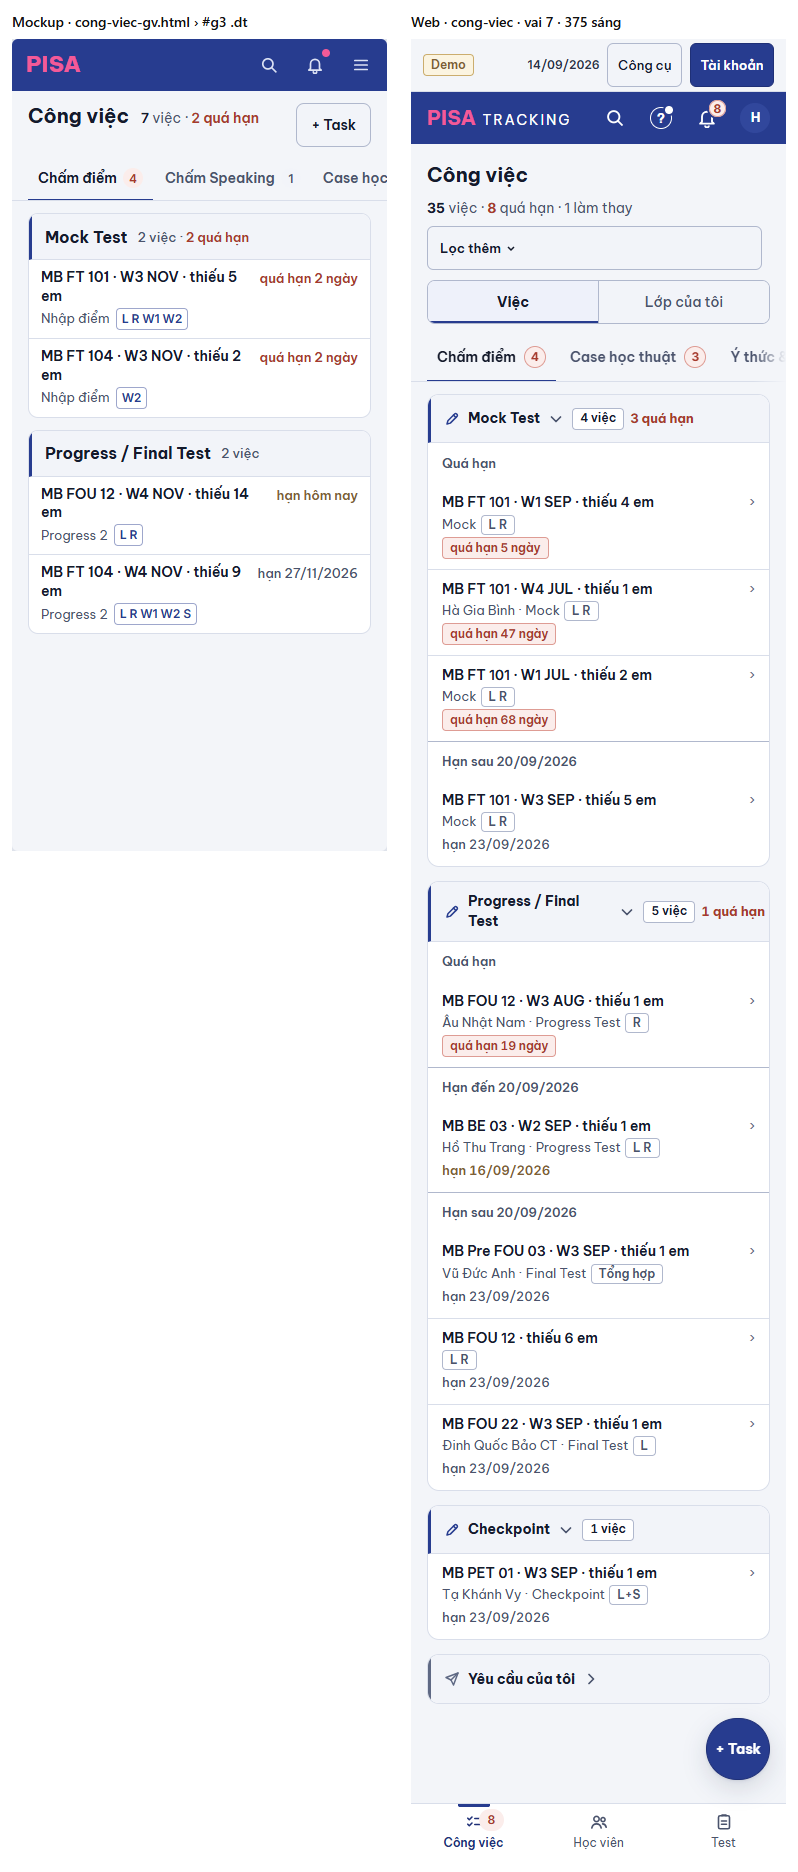 Mockup · cong-viec-gv.html › #g3 .dt
PISA
Công việc 7 việc · 2 quá hạn
+ Task
Chấm điểm 4 Chấm Speaking 1 Case học
Mock Test 2 việc · 2 quá hạn
MB FT 101 · W3 NOV · thiếu 5 em
quá hạn 2 ngày
Nhập điểm L R W1 W2
MB FT 104 · W3 NOV · thiếu 2 em
quá hạn 2 ngày
Nhập điểm W2
Progress / Final Test 2 việc
MB FOU 12 · W4 NOV · thiếu 14 em
hạn hôm nay
Progress 2 L R
MB FT 104 · W4 NOV · thiếu 9 em
hạn 27/11/2026
Progress 2 L R W1 W2 S
Web · cong-viec · vai 7 · 375 sáng
Demo 14/09/2026 Công cụ Tài khoản
PISA TRACKING ? 8 H
Công việc
35 việc · 8 quá hạn · 1 làm thay
Lọc thêm
Việc Lớp của tôi
Chấm điểm 4 Case học thuật 3 Ý thức &
Mock Test 4 việc 3 quá hạn
Quá hạn
MB FT 101 · W1 SEP · thiếu 4 em
Mock L R
quá hạn 5 ngày
MB FT 101 · W4 JUL · thiếu 1 em
Hà Gia Bình · Mock L R
quá hạn 47 ngày
MB FT 101 · W1 JUL · thiếu 2 em
Mock L R
quá hạn 68 ngày
Hạn sau 20/09/2026
MB FT 101 · W3 SEP · thiếu 5 em
Mock L R
hạn 23/09/2026
Progress / Final Test 5 việc 1 quá hạn
Quá hạn
MB FOU 12 · W3 AUG · thiếu 1 em
Âu Nhật Nam · Progress Test R
quá hạn 19 ngày
Hạn đến 20/09/2026
MB BE 03 · W2 SEP · thiếu 1 em
Hồ Thu Trang · Progress Test L R
hạn 16/09/2026
Hạn sau 20/09/2026
MB Pre FOU 03 · W3 SEP · thiếu 1 em
Vũ Đức Anh · Final Test Tổng hợp
hạn 23/09/2026
MB FOU 12 · thiếu 6 em
L R
hạn 23/09/2026
MB FOU 22 · W3 SEP · thiếu 1 em
Đinh Quốc Bảo CT · Final Test L
hạn 23/09/2026
Checkpoint 1 việc
MB PET 01 · W3 SEP · thiếu 1 em
Tạ Khánh Vy · Checkpoint L+S
hạn 23/09/2026
Yêu cầu của tôi
+ Task
8
Công việc Học viên Test